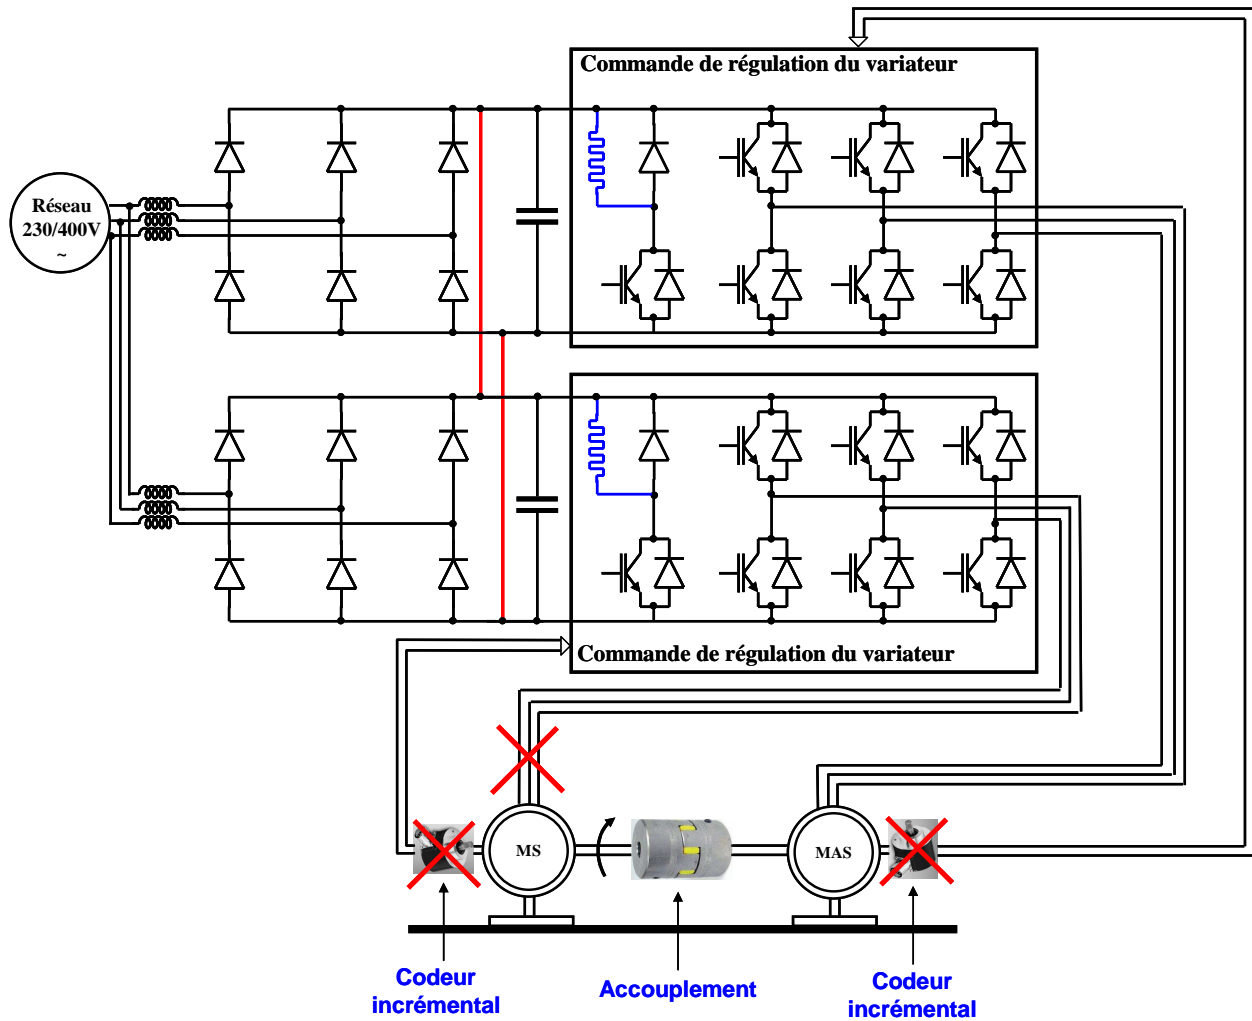 Commande de régulation du variateur
Réseau
230/400V
~
Commande de régulation du variateur
MS
MAS
Codeur
incrémental
Accouplement
Codeur
incrémental